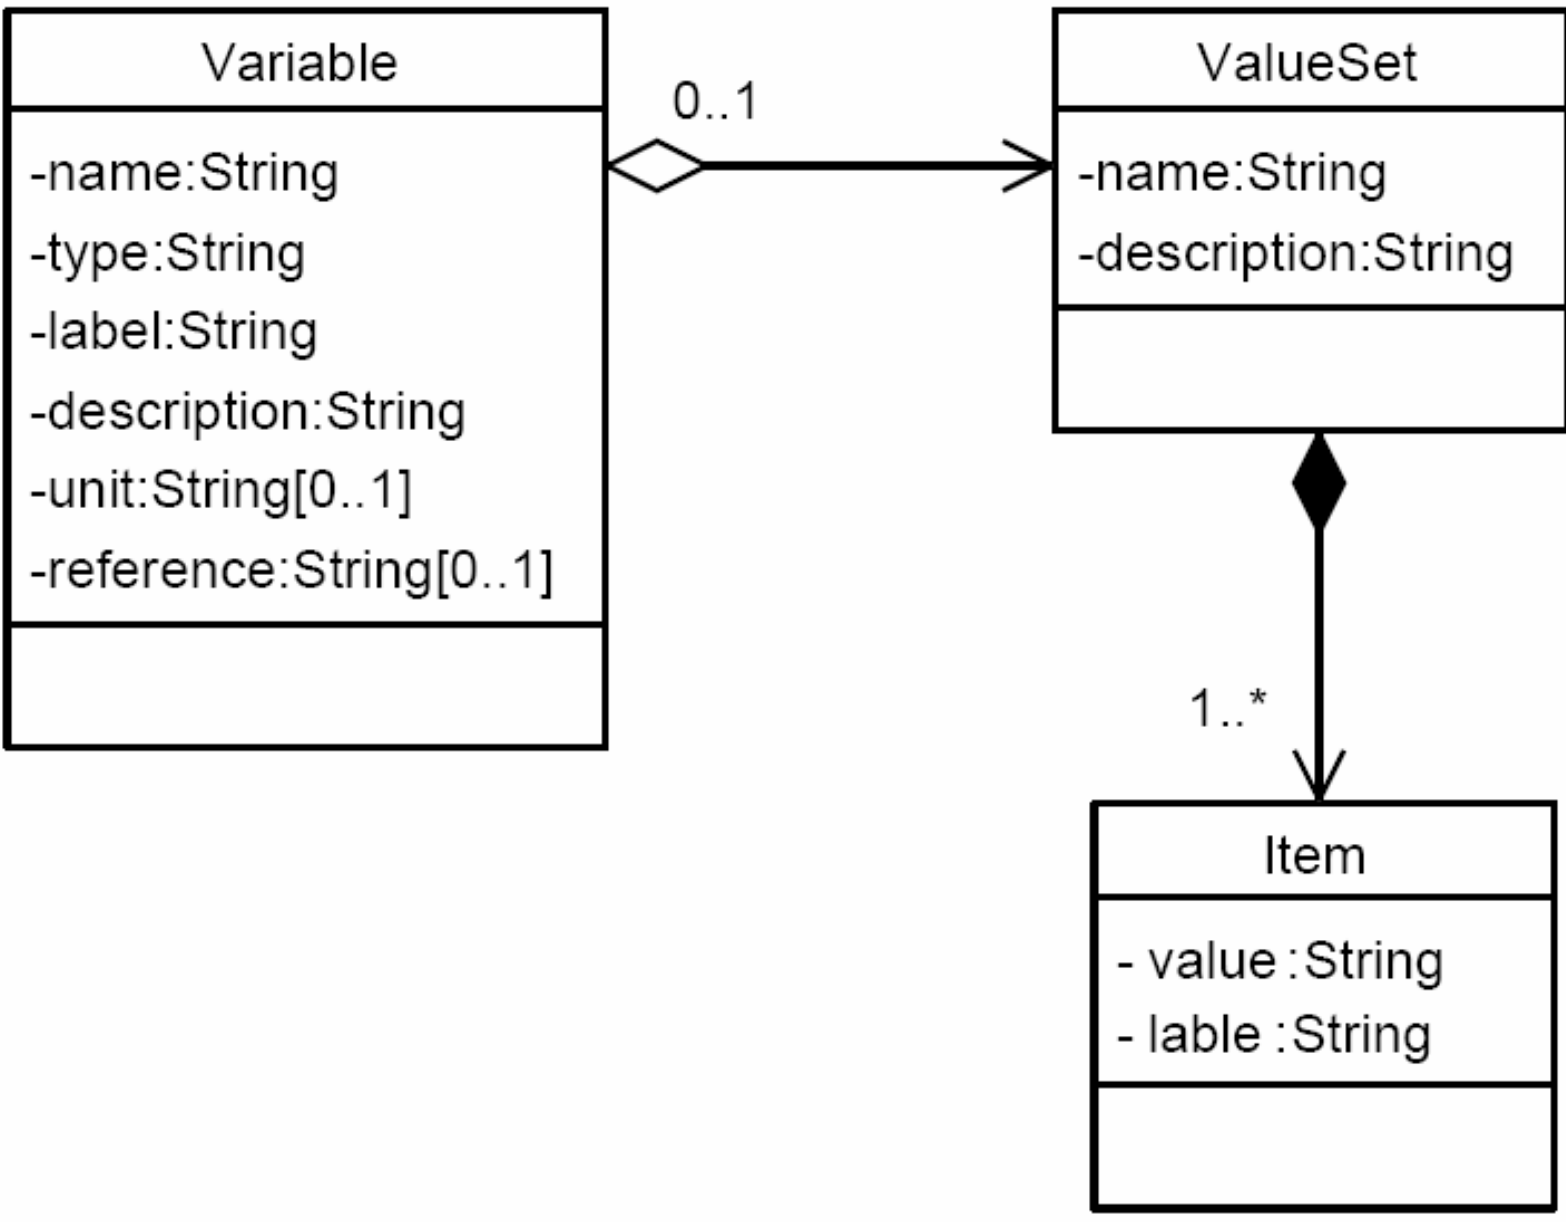 Variable
-name:String
-type:String
-label:String
-description:String
-unit:String[0..1]
-reference:String[0..1]
0..1
ValueSet
-name:String
-description:String
1..*
Item
- value :String
- lable :String